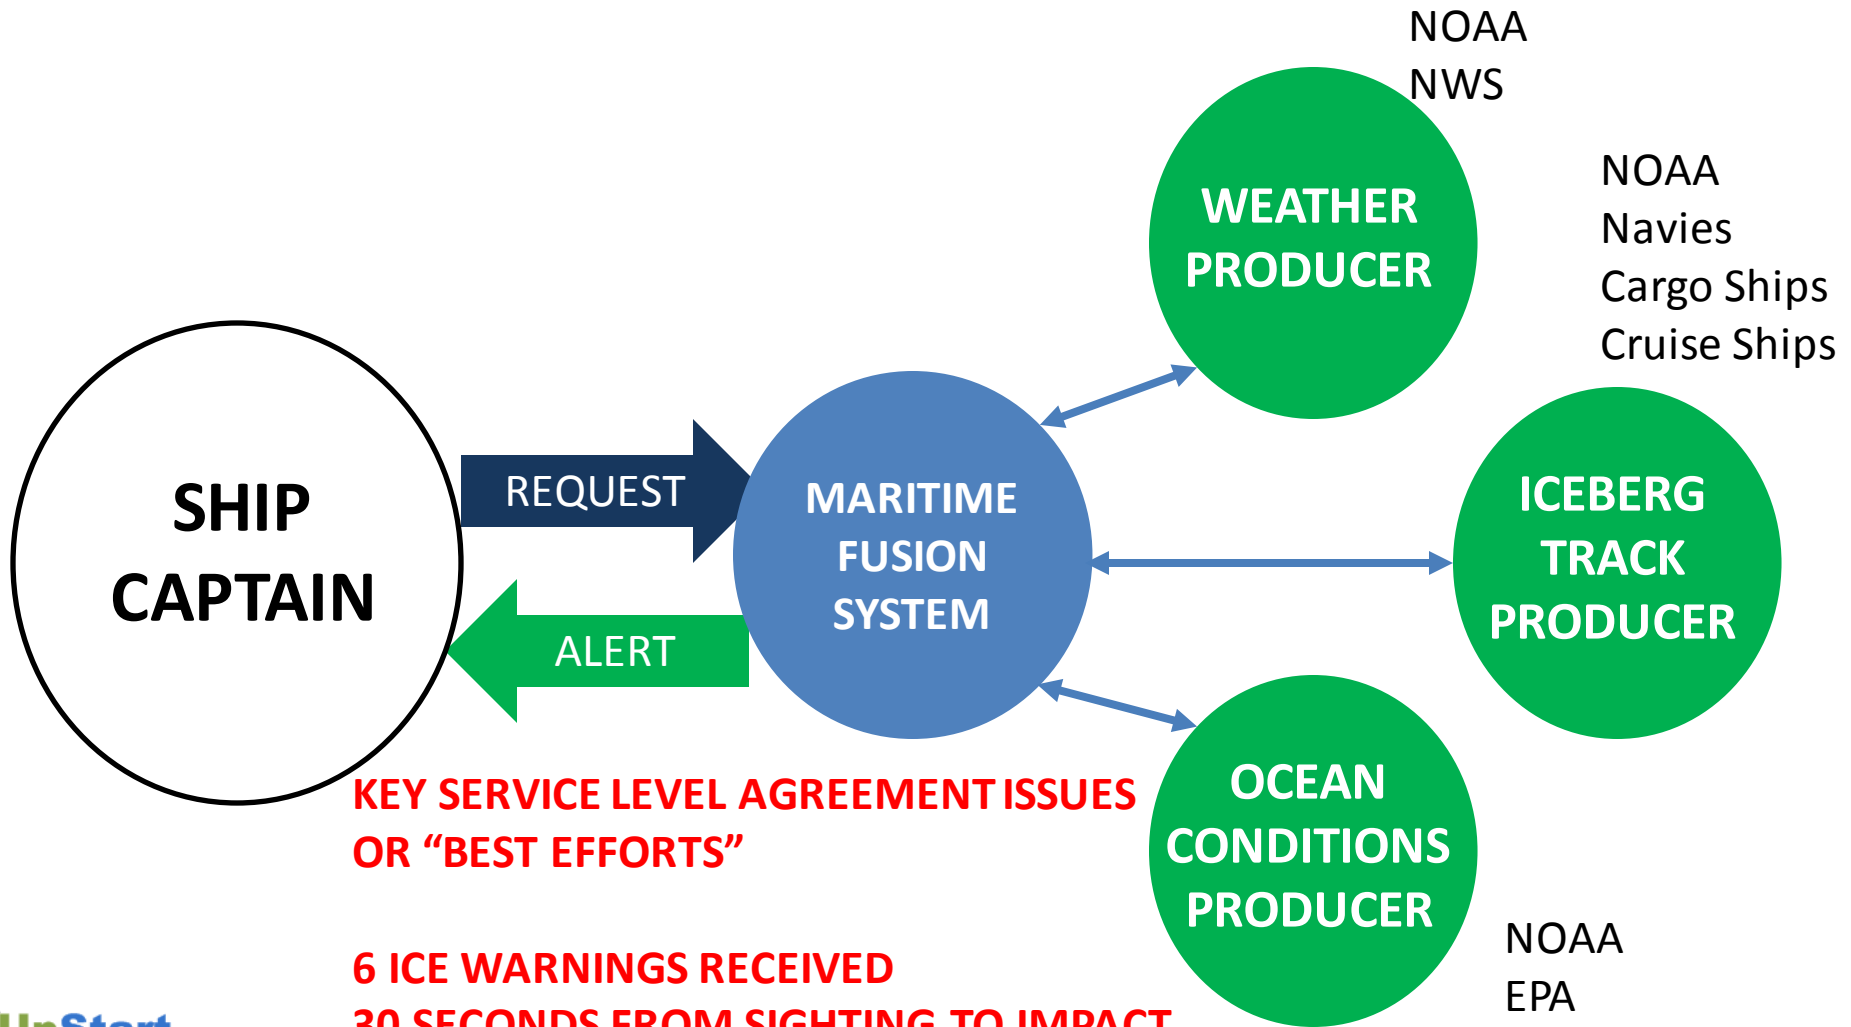 NOAA
NWS
WEATHER
PRODUCER
NOAA
Navies
Cargo Ships
Cruise Ships
SHIP
CAPTAIN
REQUEST
ALERT
MARITIME
FUSION
SYSTEM
ICEBERG
TRACK
PRODUCER
KEY SERVICE LEVEL AGREEMENT ISSUES
OR “BEST EFFORTS”
OCEAN
CONDITIONS
PRODUCER
6 ICE WARNINGS RECEIVED
30 SECONDS FROM SIGHTING TO IMPACT
NOAA
EPA
UpStart